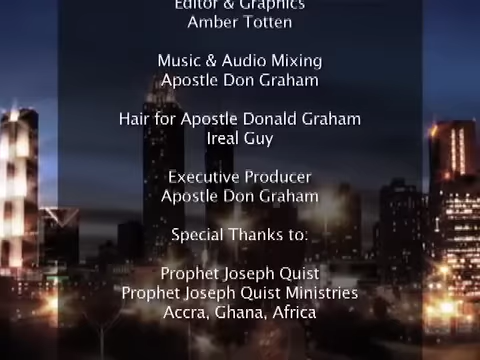 Editor & Graphics
Amber Totten
Music & Audio Mixing
Apostle Don Graham
Hair for Apostle Donald Graham
Ireal Guy
Executive Producer
Apostle Don Graham
Special Thanks to:
Prophet Joseph Quist
Prophet Joseph Quist Ministries
Accra, Ghana, Africa